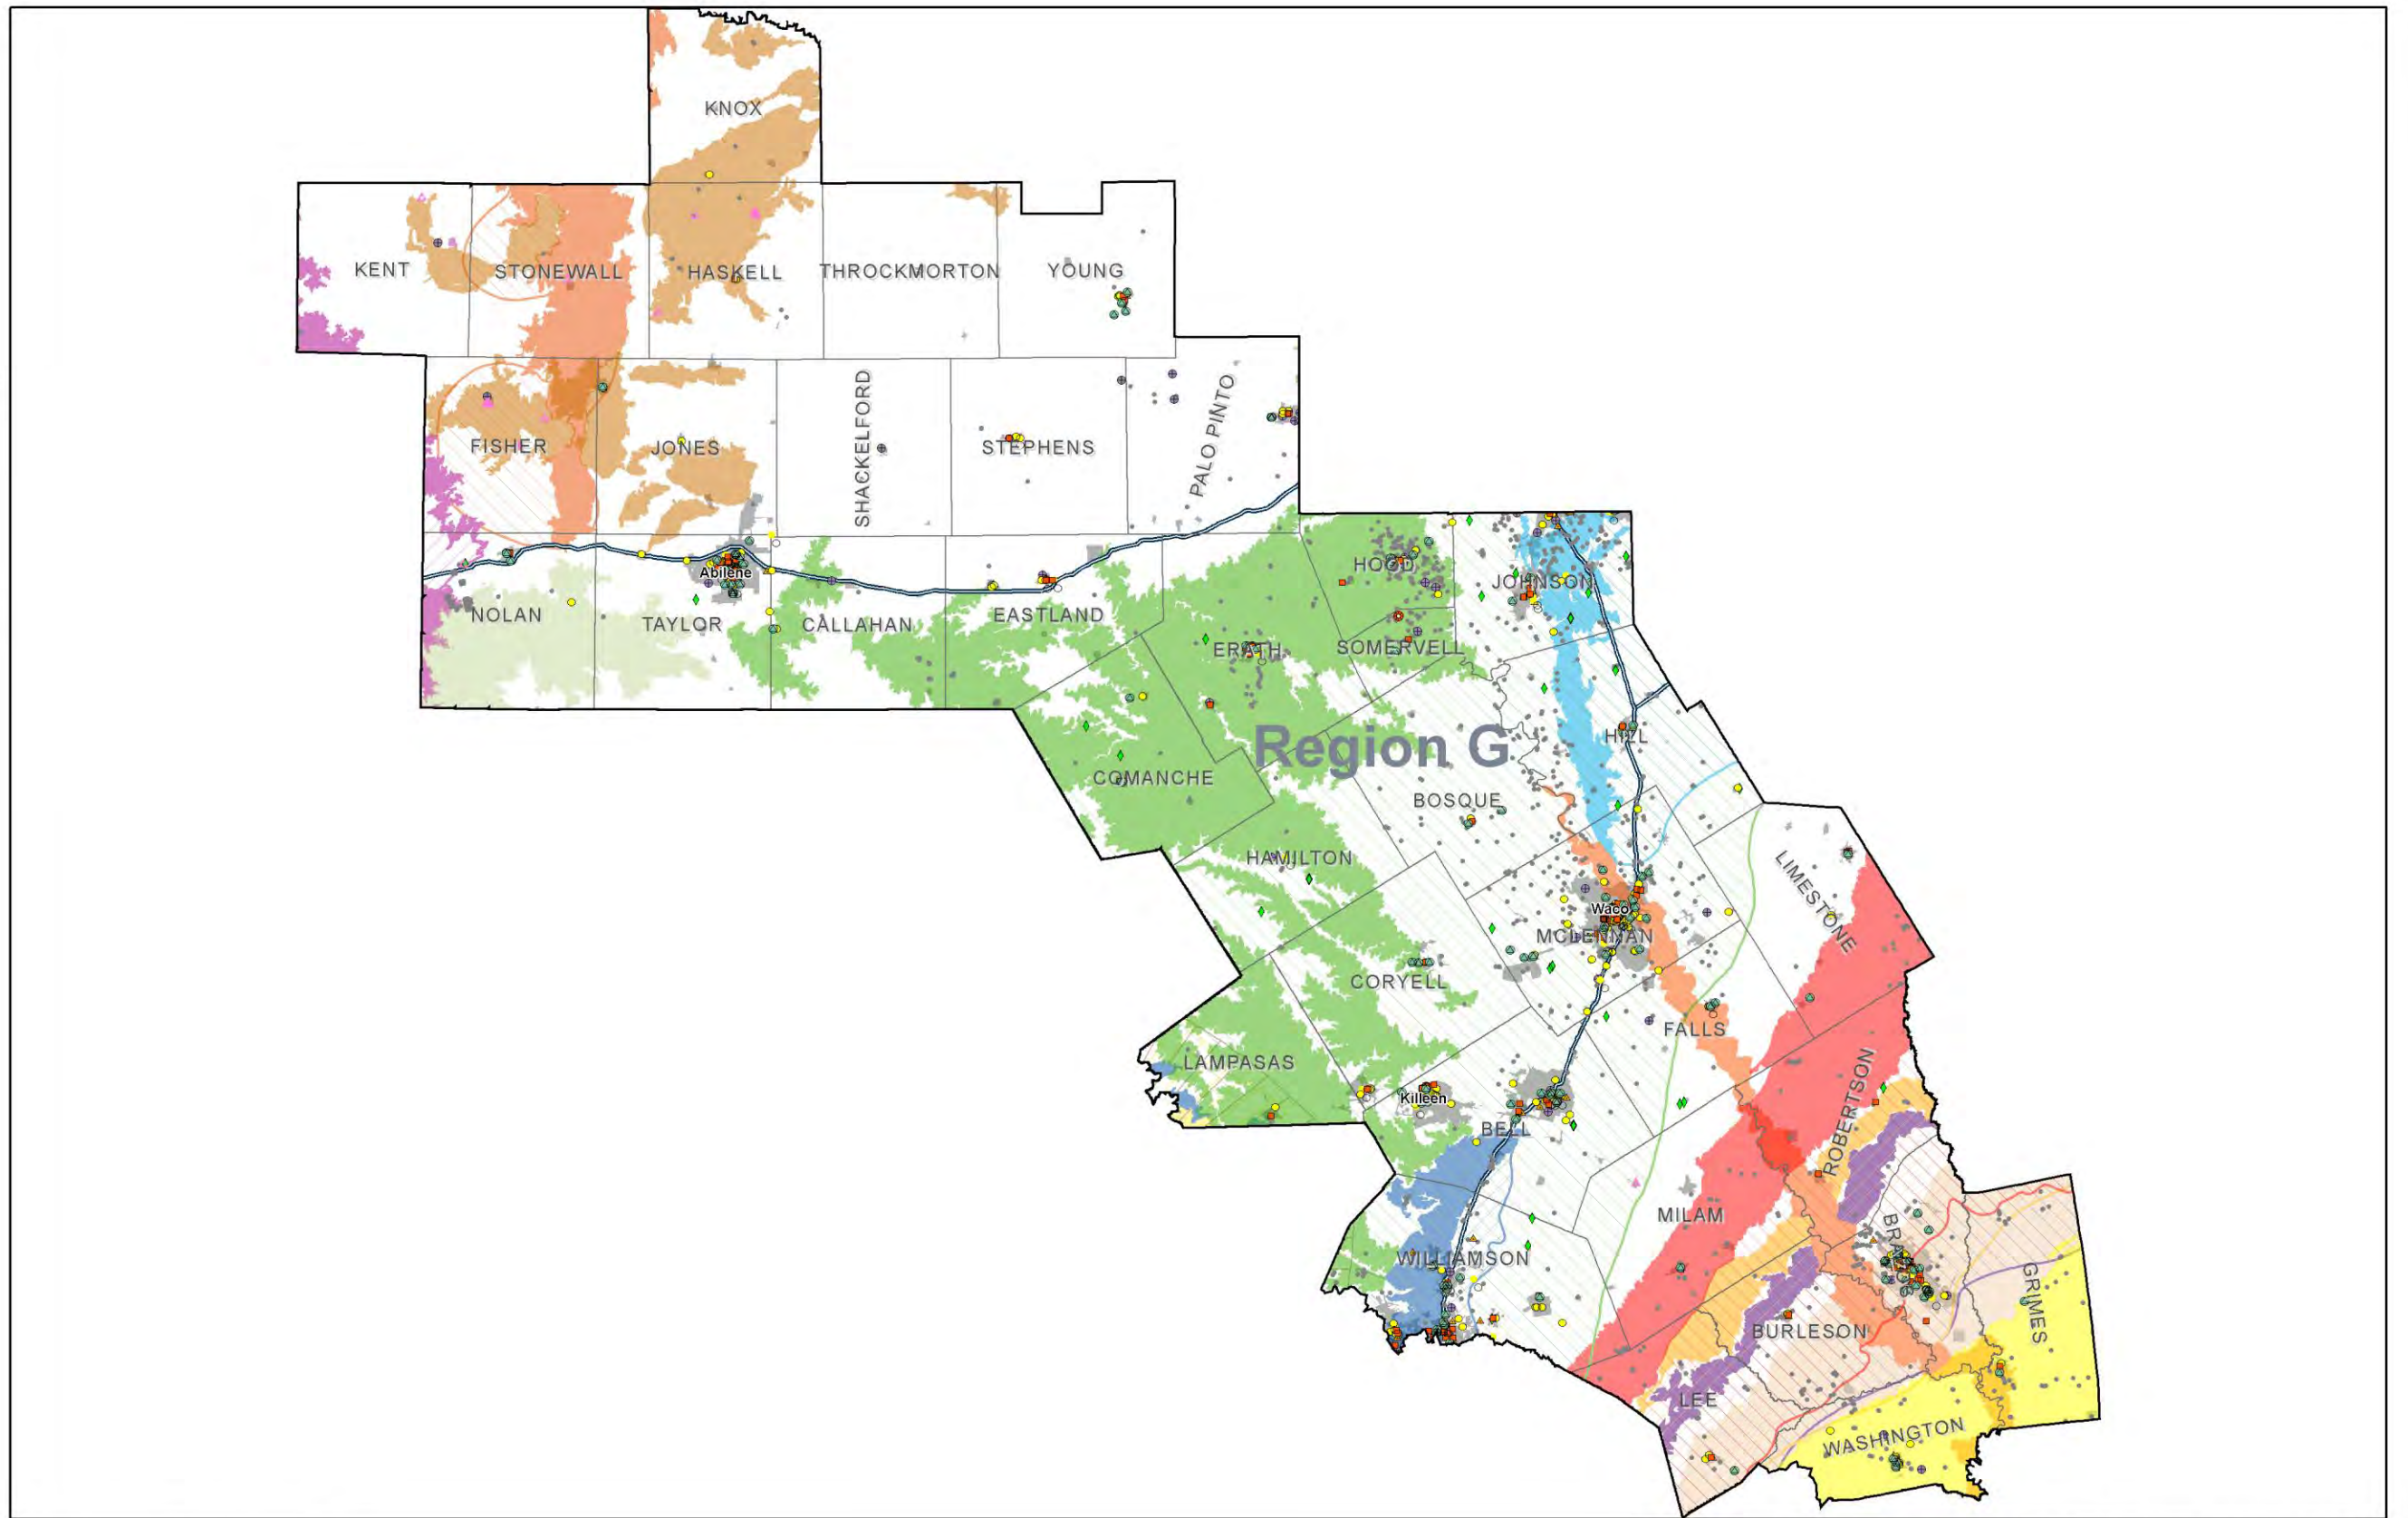 KNOX
KENT
STONEWALL
HASKELL
THROCKMORTON
YOUNG
FISHER
JONES
SHACKELFORD
STEPHENS
PALO PINTO
Abilene
NOLAN
TAYLOR
CALLAHAN
EASTLAND
HOOD
JOHNSON
ERATH
SOMERVELL
Region G
HILL
COMANCHE
BOSQUE
HAMILTON
LIMESTONE
Waco
MCLENNAN
CORYELL
FALLS
LAMPASAS
Killeen
BELL
ROBERTSON
MILAM
WILLIAMSON
GRIMES
BURLESON
LEE
WASHINGTON